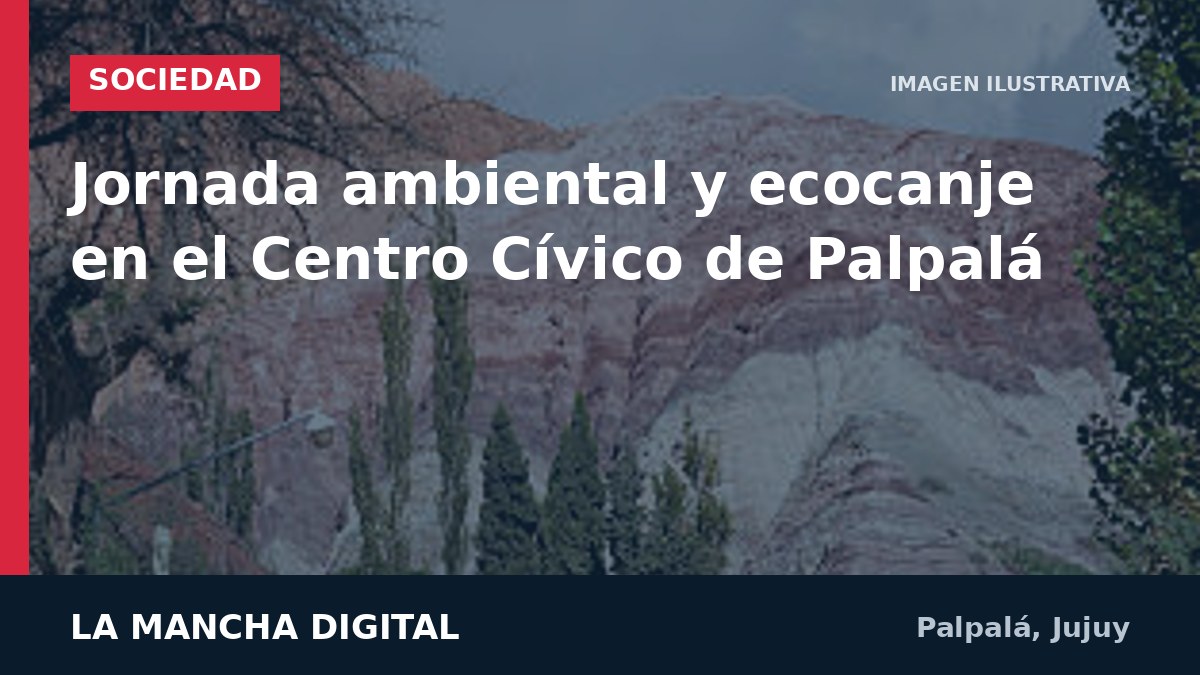 SOCIEDAD
IMAGEN ILUSTRATIVA
Jornada ambiental y ecocanje
en el Centro Cívico de Palpalá
LA MANCHA DIGITAL
Palpalá, Jujuy